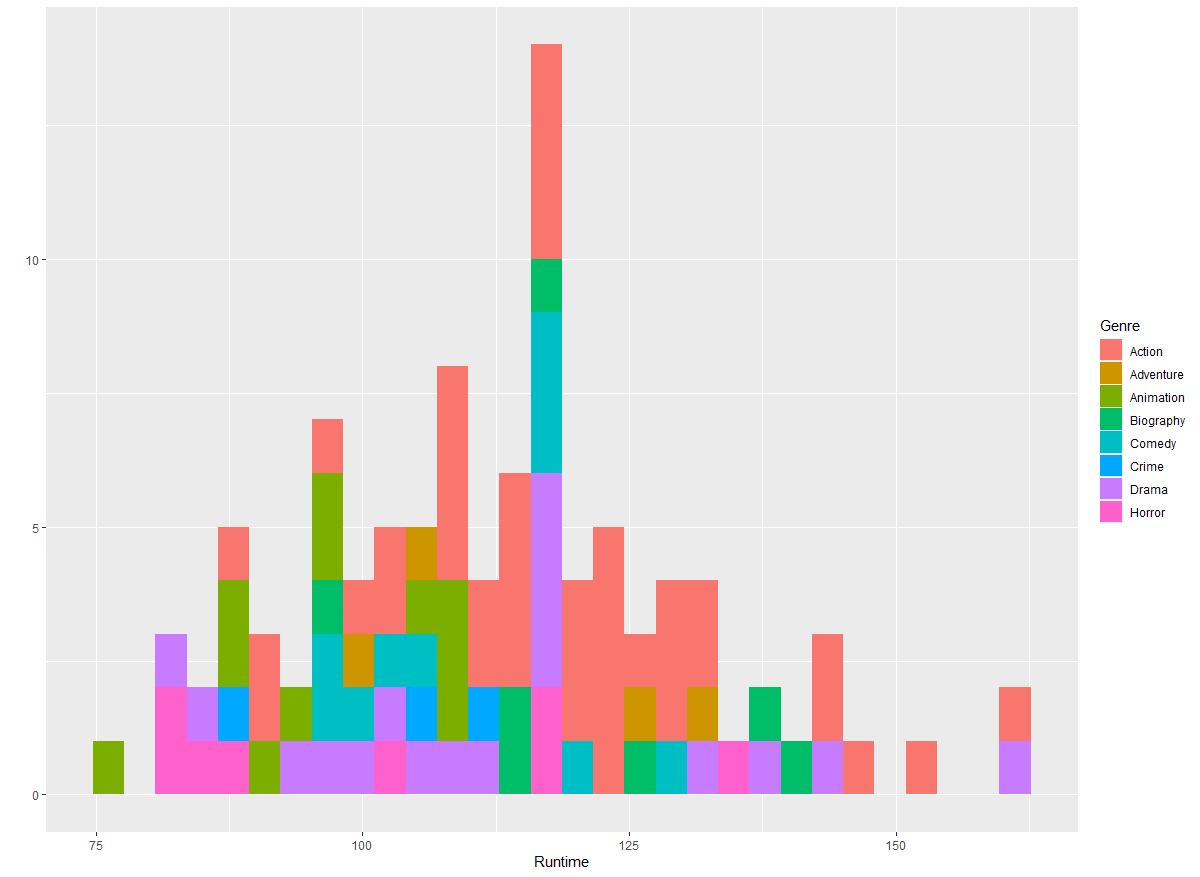 10
5
0
75 100 125 150
Runtime
Genre
Action
Adventure
Animation
Biography
Comedy
Crime
Drama
Horror